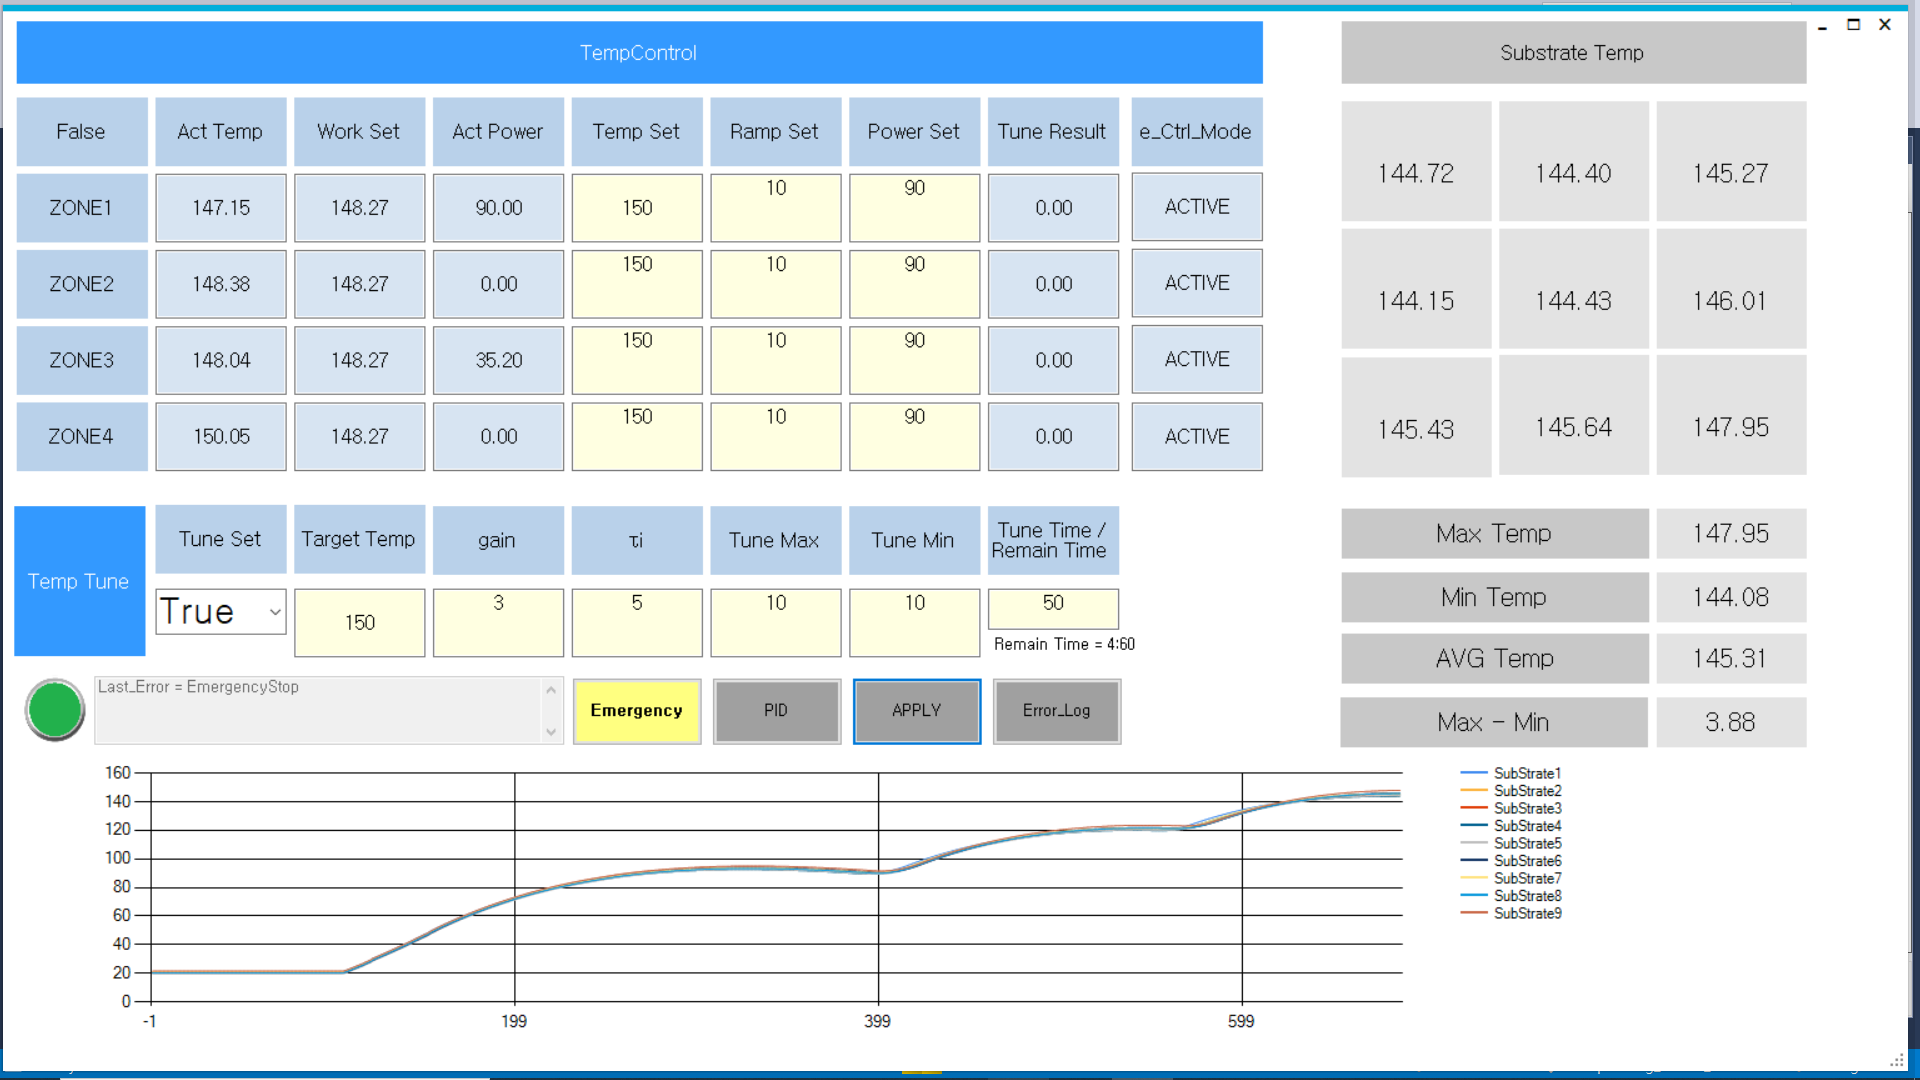 TempControl
Substrate Temp
False Act Temp Work Set Act Power Temp Set Ramp Set Power Set Tune Result e_Ctrl_Mode
ZONE1 147.15 148.27 90.00 150 10 90 0.00 ACTIVE
ZONE2 148.38 148.27 0.00 150 10 90 0.00 ACTIVE
ZONE3 148.04 148.27 35.20 150 10 90 0.00 ACTIVE
ZONE4 150.05 148.27 0.00 150 10 90 0.00 ACTIVE
144.72 144.40 145.27
144.15 144.43 146.01
145.43 145.64 147.95
Temp Tune
Tune Set Target Temp gain τi Tune Max Tune Min Tune Time /
Remain Time
True 150 3 5 10 10 50
Remain Time = 4:60
Max Temp 147.95
Min Temp 144.08
AVG Temp 145.31
Max - Min 3.88
Last_Error = EmergencyStop
Emergency PID APPLY Error_Log
160
140
120
100
80
60
40
20
0
-1 199 399 599
SubStrate1
SubStrate2
SubStrate3
SubStrate4
SubStrate5
SubStrate6
SubStrate7
SubStrate8
SubStrate9